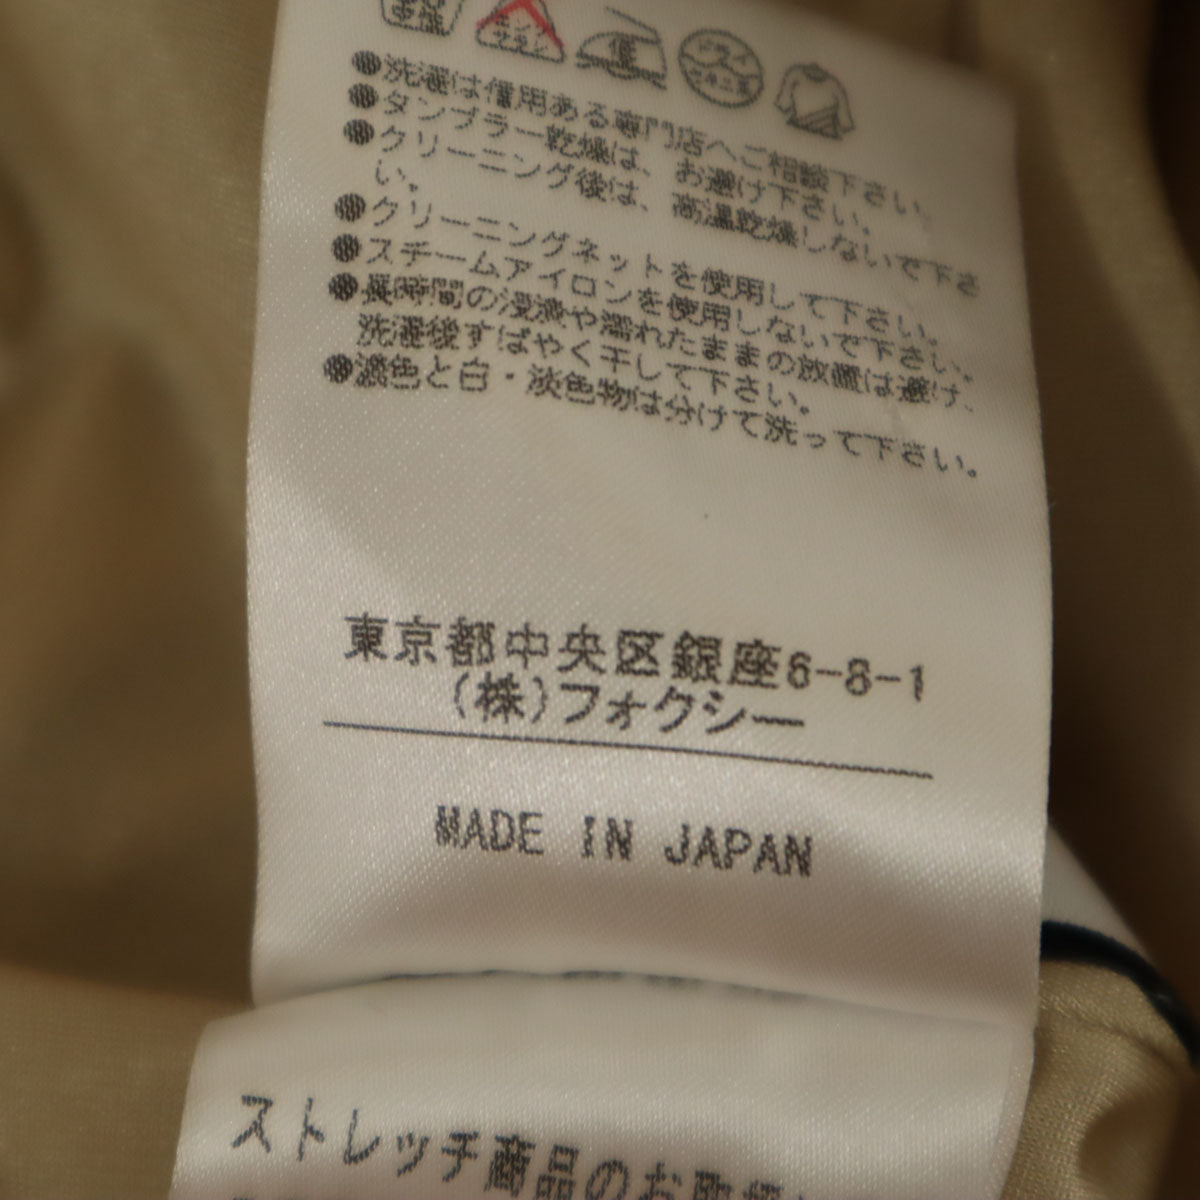 低
●洗濯は信用ある専門店へご相談下さい。
●タンブラー乾燥は、お避け下さい。
●クリーニング後は、高温乾燥しないで下さ
い。
●クリーニングネットを使用して下さい。
●スチームアイロンを使用しないで下さい。
●長時間の浸漬や濡れたままの放置は避け、
洗濯後すばやく干して下さい。
●濃色と白・淡色物は分けて洗って下さい。
東京都中央区銀座6-8-1
(株)フォクシー
MADE IN JAPAN
ストレッチ商品のお取